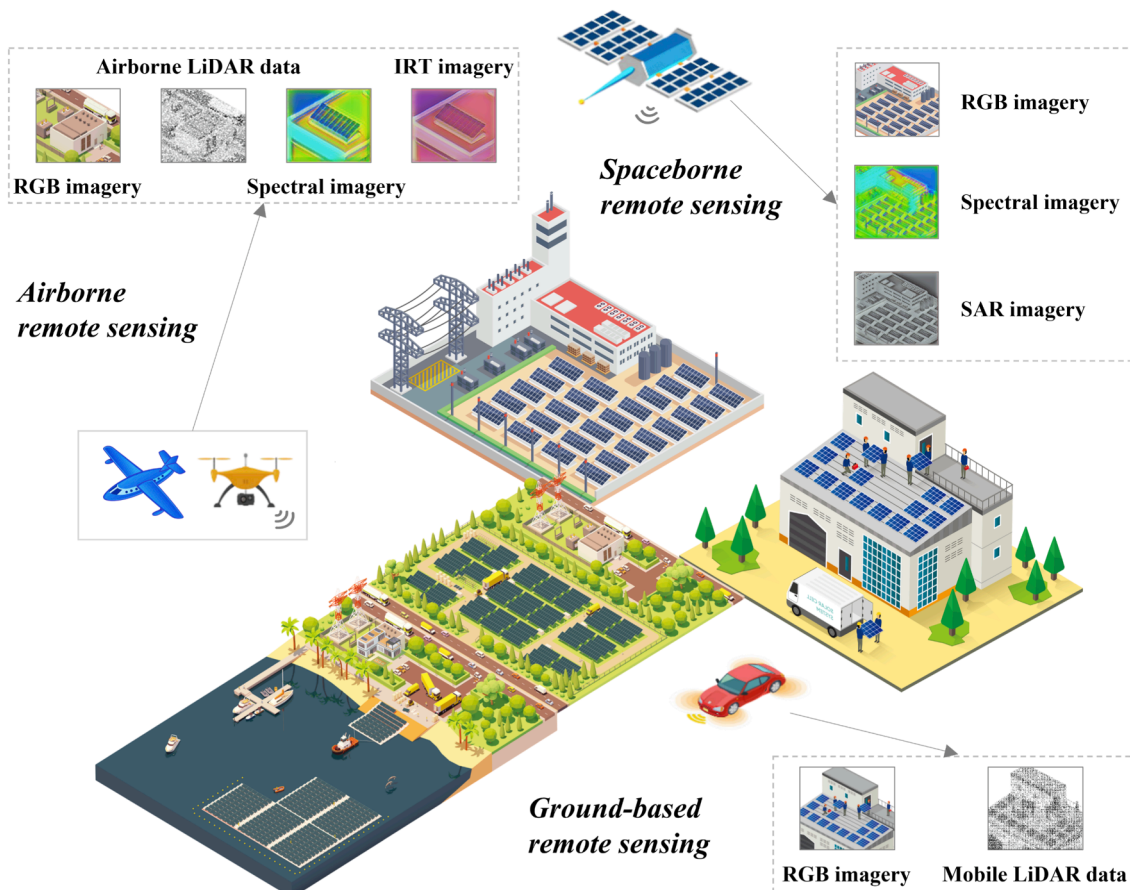 Airborne LiDAR data
IRT imagery
RGB imagery
Spectral imagery
Spaceborne
remote sensing
RGB imagery
Spectral imagery
SAR imagery
Airborne
remote sensing
Ground-based
remote sensing
RGB imagery
Mobile LiDAR data